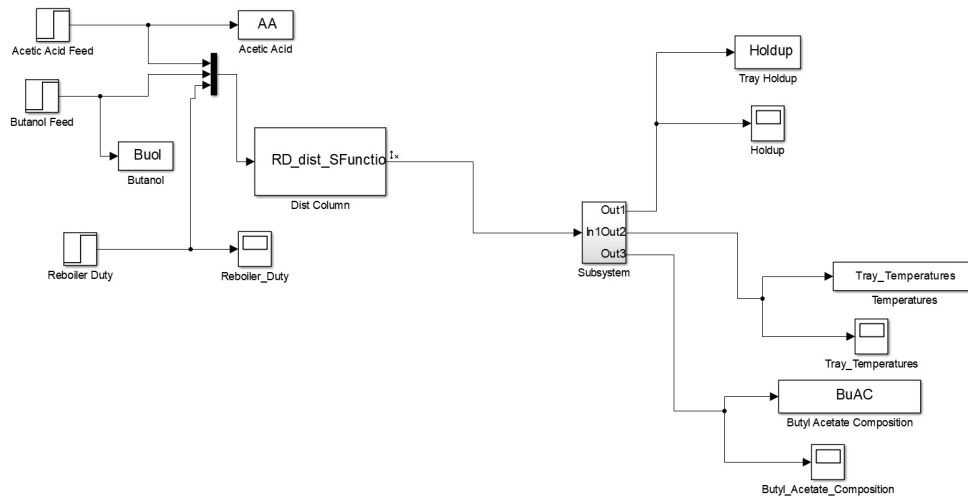 AA
Acetic Acid Feed
Acetic Acid
Butanol Feed
Buol
Butanol
RD_dist_SFunctio
Dist Column
Reboiler Duty
Reboiler_Duty
Holdup
Tray Holdup
Holdup
Out1
In1Out2
Out3
Subsystem
Tray_Temperatures
Temperatures
Tray_Temperatures
BuAC
Butyl Acetate Composition
Butyl_Acetate_Composition